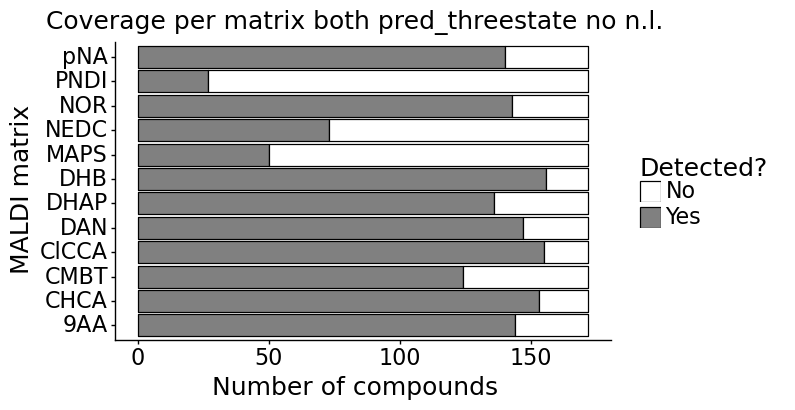 Coverage per matrix both pred_threestate no n.l.
MALDI matrix
pNA
PNDI
NOR
NEDC
MAPS
DHB
DHAP
DAN
ClCCA
CMBT
CHCA
9AA
0 50 100 150
Number of compounds
Detected?
No
Yes